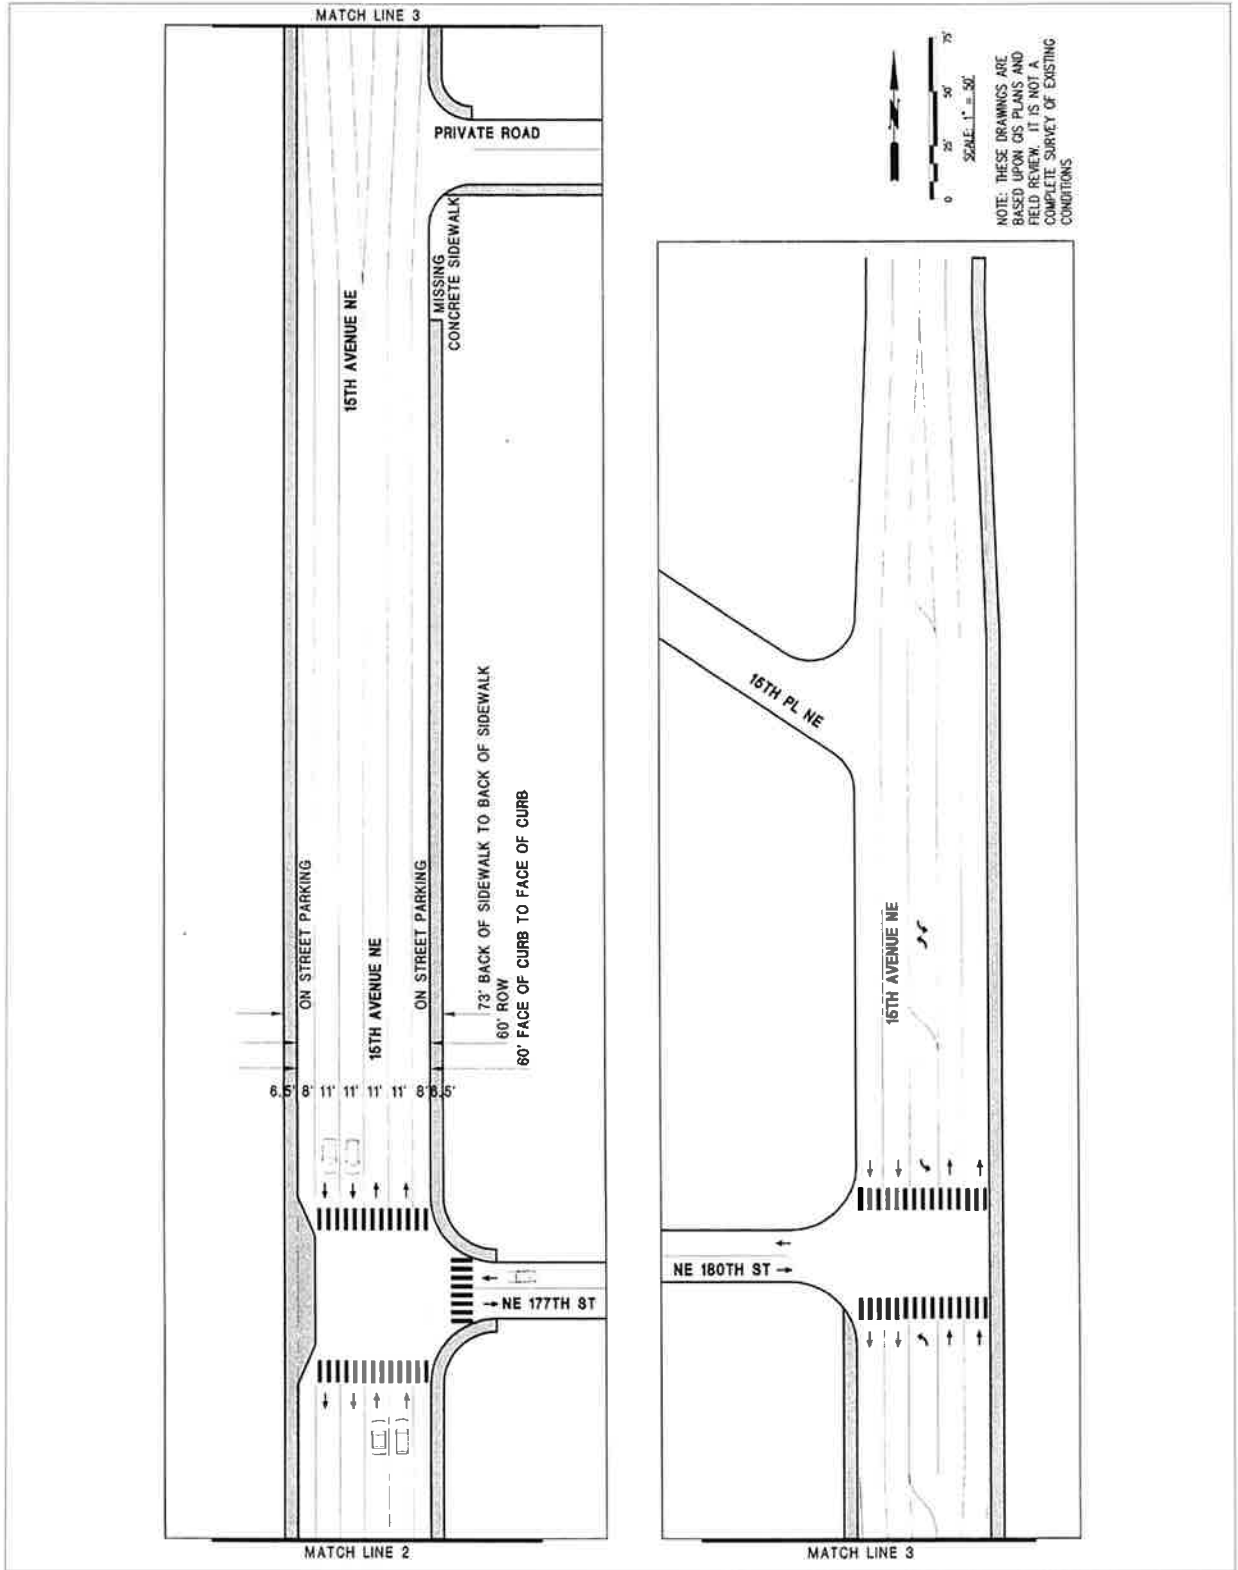 MATCH LINE 3
PRIVATE ROAD
MISSING
CONCRETE SIDEWALK
15TH AVENUE NE
ON STREET PARKING
15TH AVENUE NE
ON STREET PARKING
73' BACK OF SIDEWALK TO BACK OF SIDEWALK
60' ROW
60' FACE OF CURB TO FACE OF CURB
6.5' 8' 11' 11' 11' 11' 8' 6.5'
NE 177TH ST
MATCH LINE 2
0 25' 50' 75'
SCALE: 1" = 50'
NOTE: THESE DRAWINGS ARE
BASED UPON GIS PLANS AND
FIELD REVIEW. IT IS NOT A
COMPLETE SURVEY OF EXISTING
CONDITIONS
15TH PL NE
15TH AVENUE NE
NE 180TH ST
MATCH LINE 3